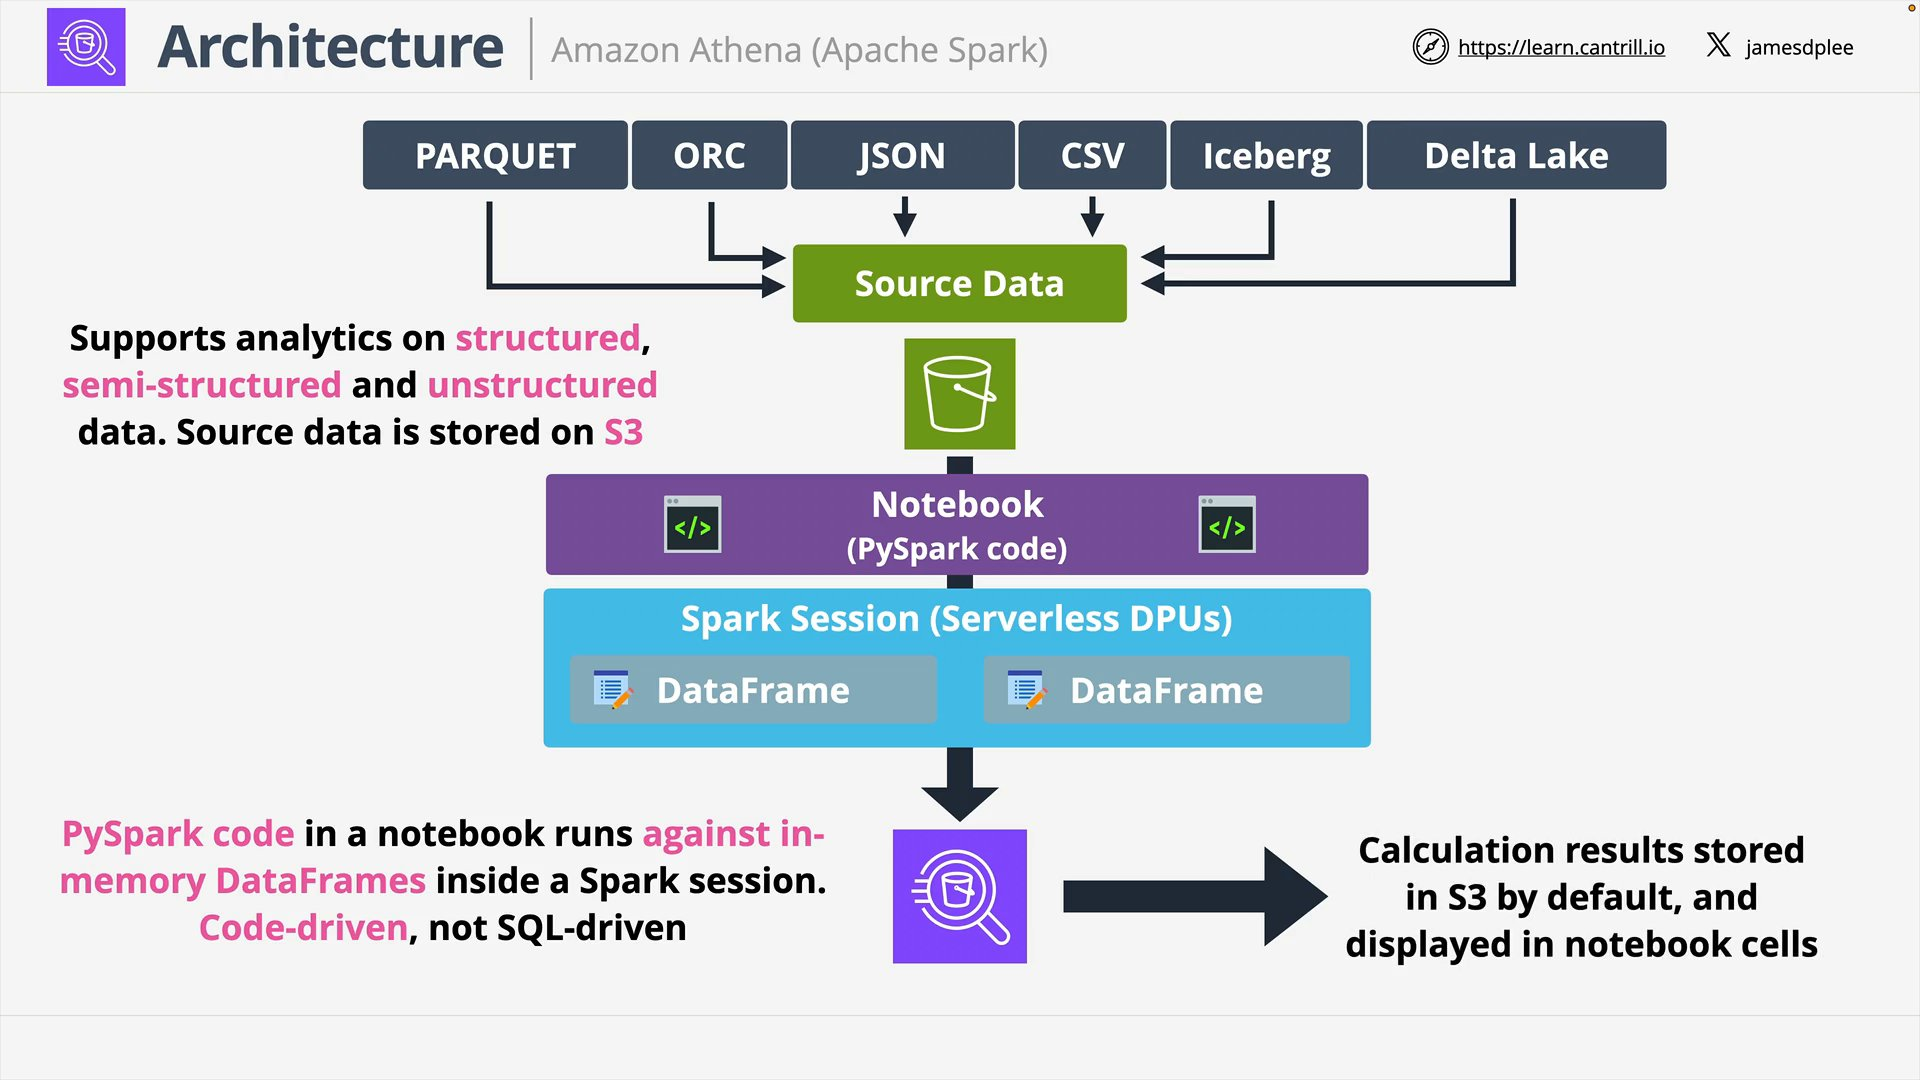 Architecture
Amazon Athena (Apache Spark)
https://learn.cantrill.io
jamesdplee
PARQUET
ORC
JSON
CSV
Iceberg
Delta Lake
Source Data
Supports analytics on structured,
semi-structured and unstructured
data. Source data is stored on S3
Notebook
(PySpark code)
</>
</>
Spark Session (Serverless DPUs)
DataFrame
DataFrame
PySpark code in a notebook runs against in-
memory DataFrames inside a Spark session.
Code-driven, not SQL-driven
Calculation results stored
in S3 by default, and
displayed in notebook cells